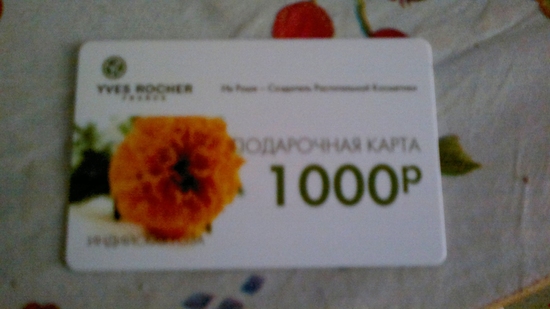 YVES ROCHER
FRANCE
Ив Роше – Создатель Растительной Косметики
ПОДАРОЧНАЯ КАРТА
1000р